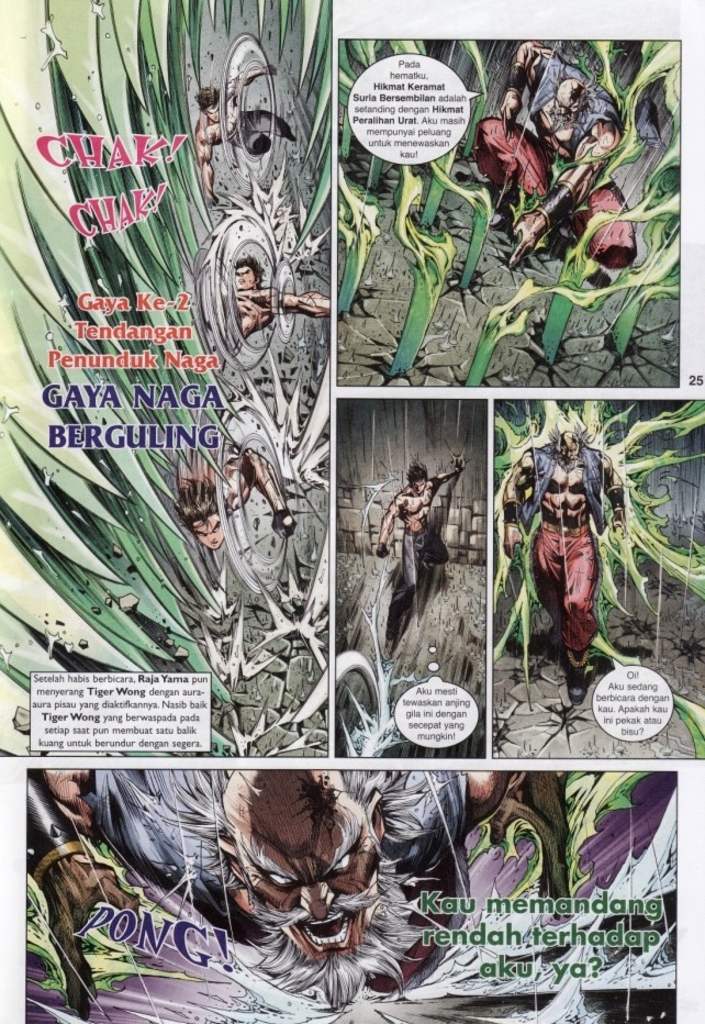 CHAK!
CHAK!
Gaya Ke-2
Tendangan
Penunduk Naga
GAYA NAGA
BERGULING
Setelah habis berbicara, Raja Yama pun
menyerang Tiger Wong dengan aura-
aura pisau yang diaktifkannya. Nasib baik
Tiger Wong yang berwaspada pada
setiap saat pun membuat satu balik
kuang untuk berundur dengan segera.
Pada
hematku,
Hikmat Keramat
Suria Bersembilan adalah
setanding dengan Hikmat
Peralihan Urat. Aku masih
mempunyai peluang
untuk menewaskan
kau!
25
Aku mesti
tewaskan anjing
gila ini dengan
secepat yang
mungkin!
Oi!
Aku sedang
berbicara dengan
kau. Apakah kau
ini pekak atau
bisu?
PONG!
Kau memandang
rendah terhadap
aku, ya?